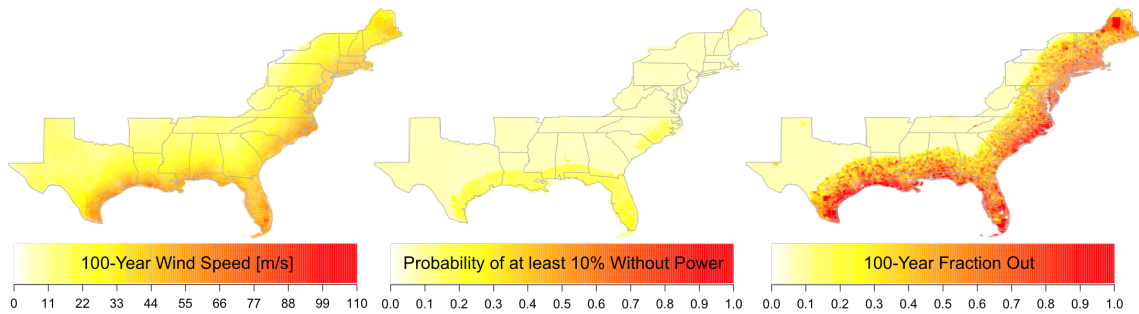 100-Year Wind Speed [m/s]
0 11 22 33 44 55 66 77 88 99 110
Probability of at least 10% Without Power
0.0 0.1 0.2 0.3 0.4 0.5 0.6 0.7 0.8 0.9 1.0
100-Year Fraction Out
0.0 0.1 0.2 0.3 0.4 0.5 0.6 0.7 0.8 0.9 1.0